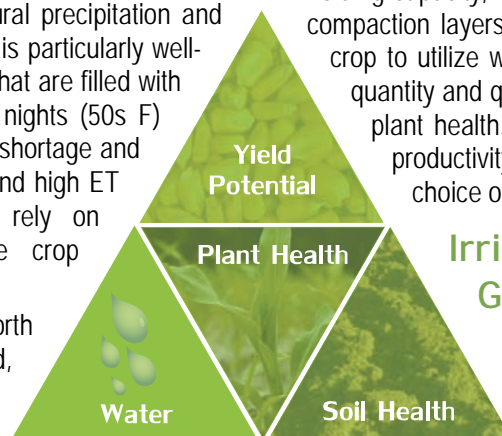 ural precipitation and
is particularly well-
hat are filled with
nights (50s F)
shortage and
nd high ET
rely on
e crop
orth
d,
Yield
Potential
Plant Health
Water
Soil Health
capacity,
compaction layers
crop to utilize w
quantity and q
plant health.
productivity
choice o
Irri
G